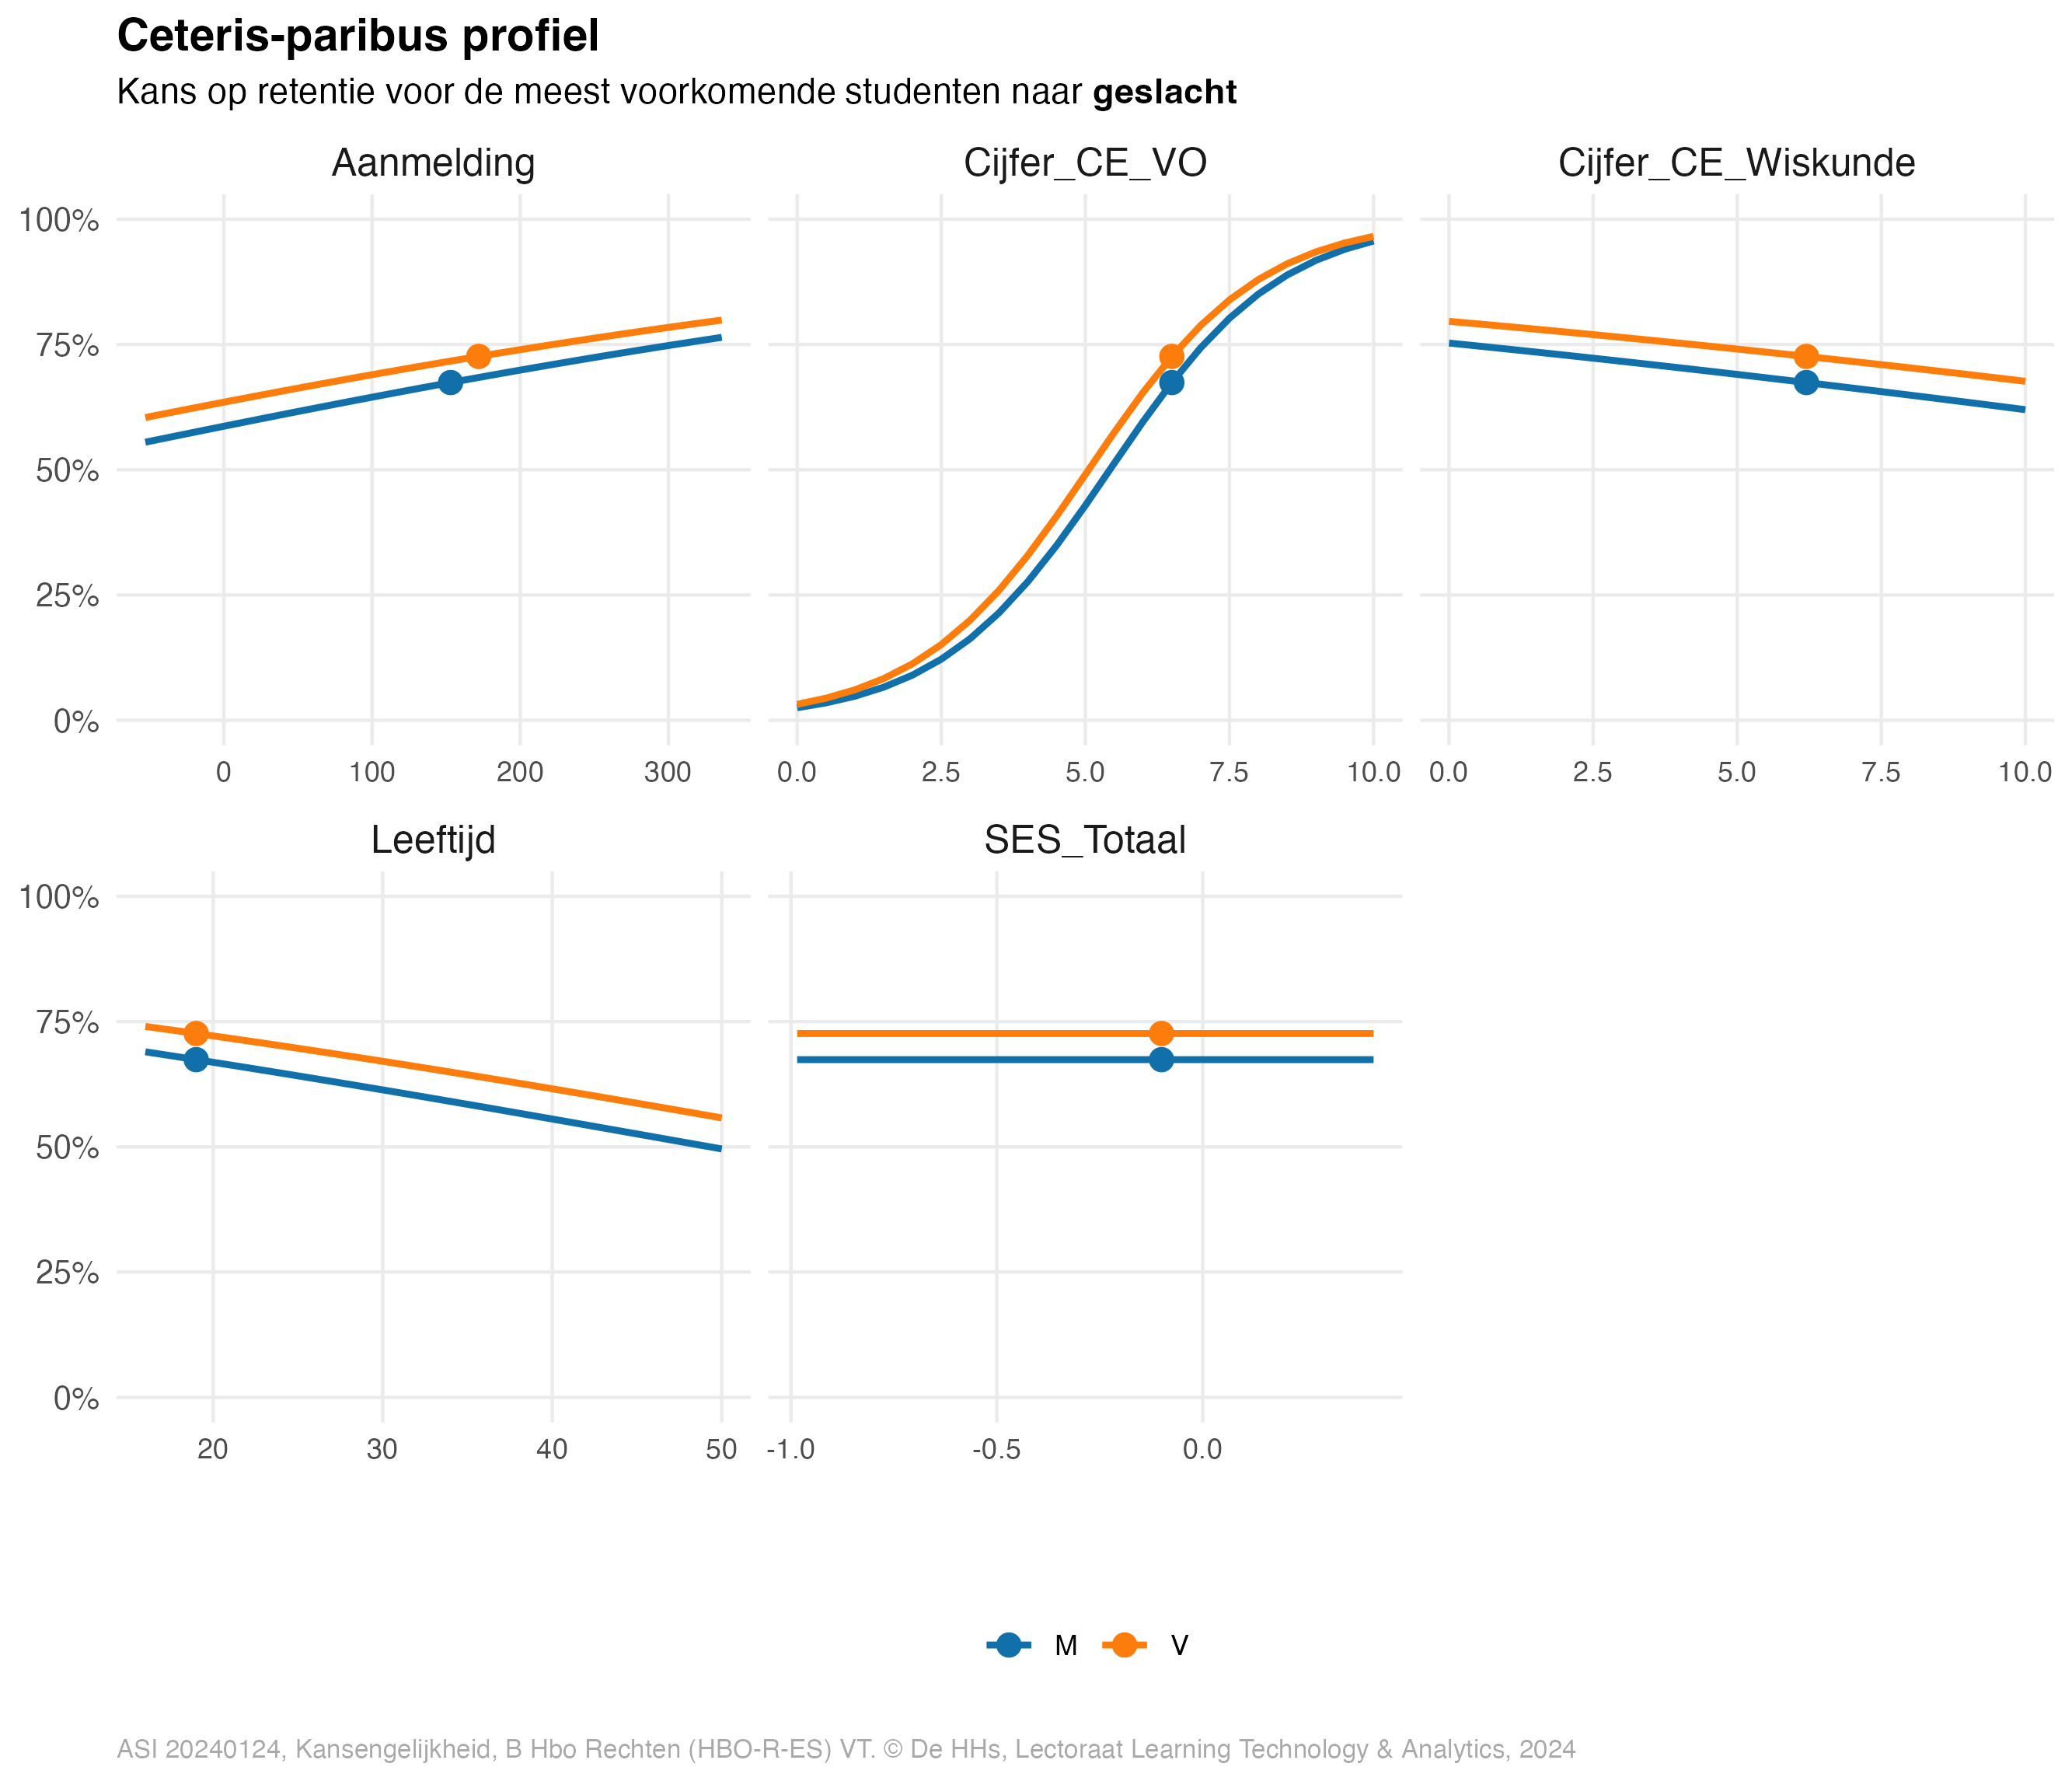 Ceteris-paribus profiel
Kans op retentie voor de meest voorkomende studenten naar geslacht
Aanmelding
Cijfer_CE_VO
Cijfer_CE_Wiskunde
100%
75%
50%
25%
0%
0 100 200 300
0.0 2.5 5.0 7.5 10.0
0.0 2.5 5.0 7.5 10.0
Leeftijd
SES_Totaal
100%
75%
50%
25%
0%
20 30 40 50
-1.0 -0.5 0.0
M V
ASI 20240124, Kansengelijkheid, B Hbo Rechten (HBO-R-ES) VT. © De HHs, Lectoraat Learning Technology & Analytics, 2024